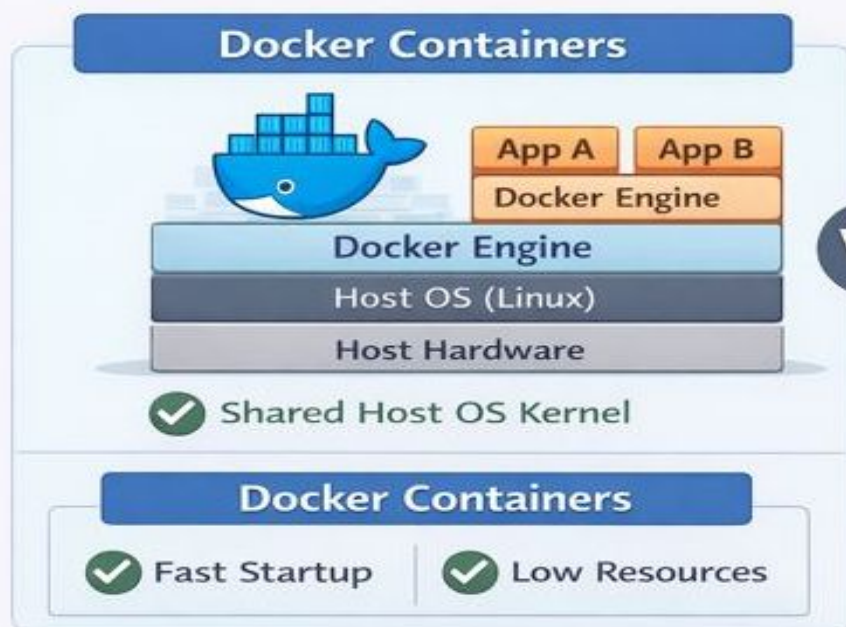 Docker Containers
App A App B
Docker Engine
Docker Engine
Host OS (Linux)
Host Hardware
Shared Host OS Kernel
Docker Containers
Fast Startup Low Resources